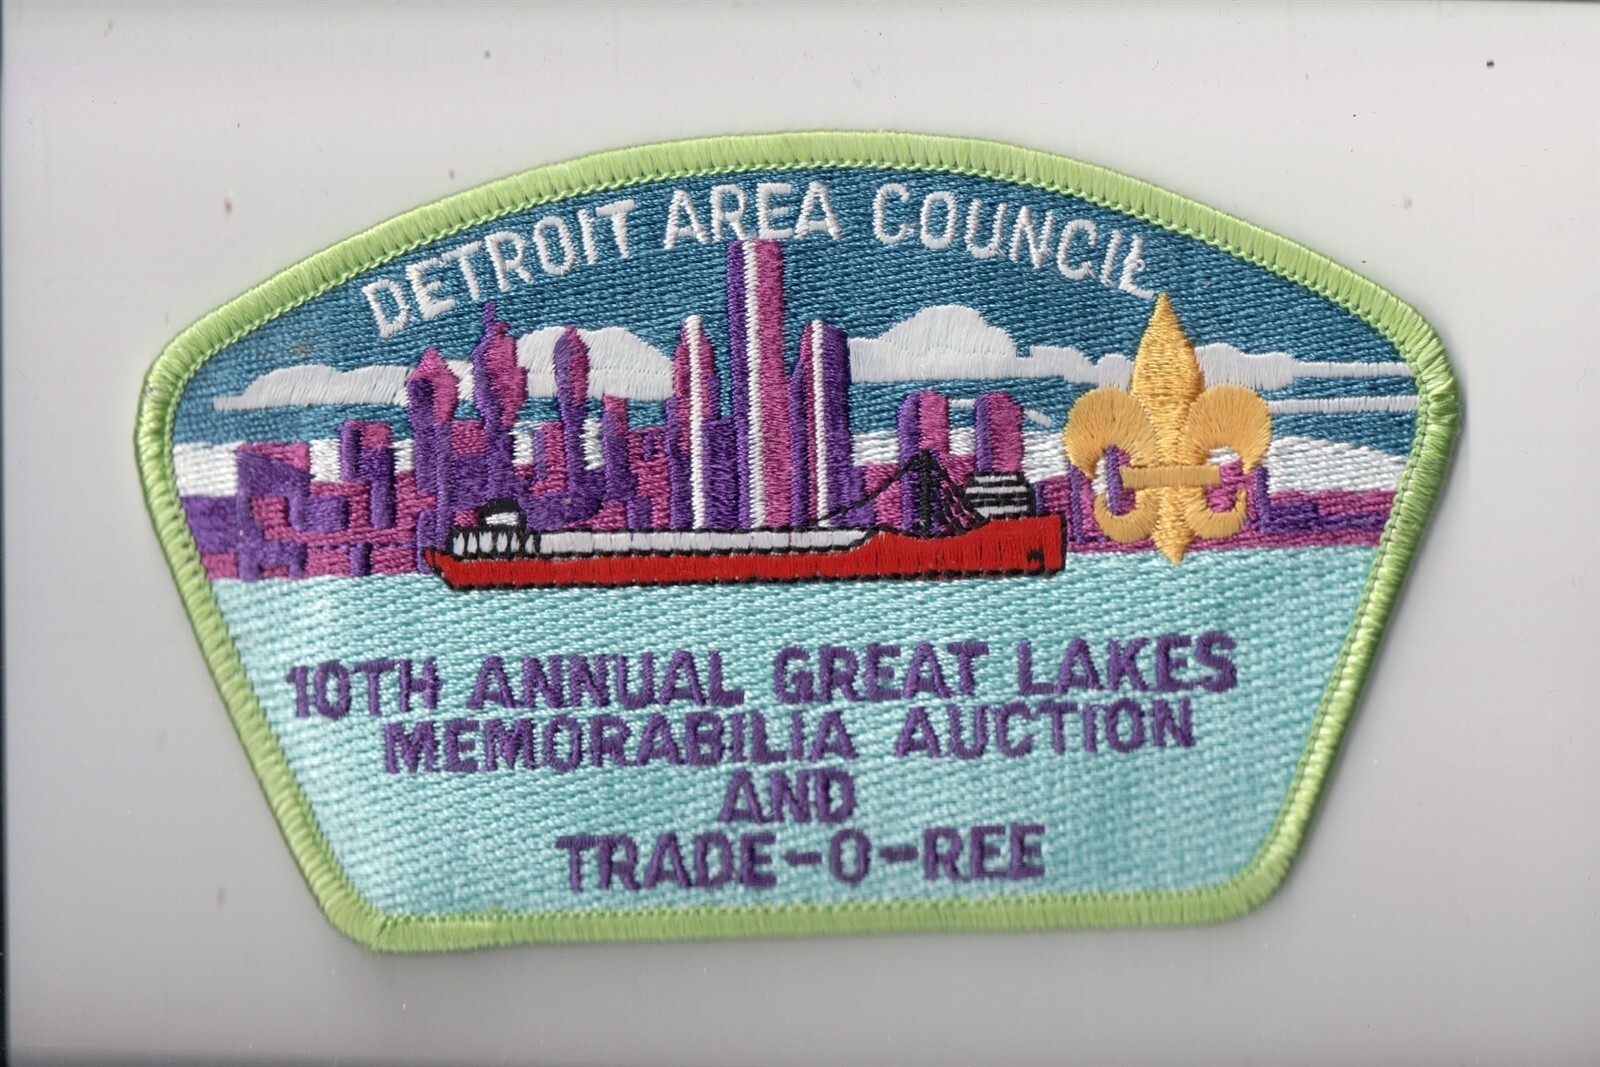 DETROIT AREA COUNCIL
10TH ANNUAL GREAT LAKES
MEMORABILIA AUCTION
AND
TRADE-O-REE